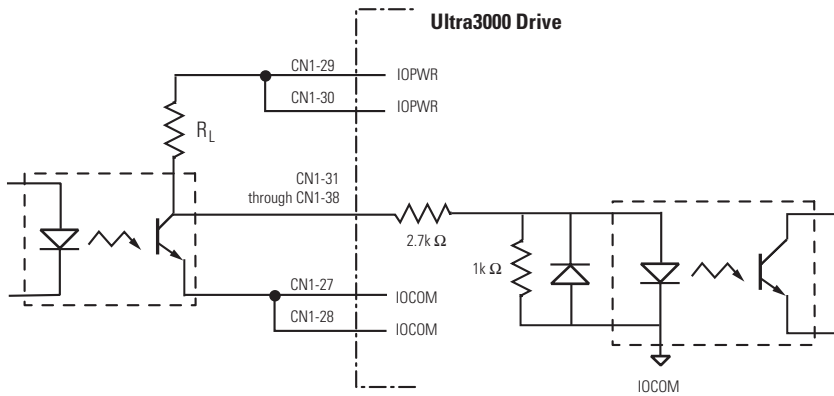 Ultra3000 Drive
CN1-29
IOPWR
CN1-30
IOPWR
RL
CN1-31
through CN1-38
2.7k Ω
1k Ω
CN1-27
IOCOM
CN1-28
IOCOM
IOCOM